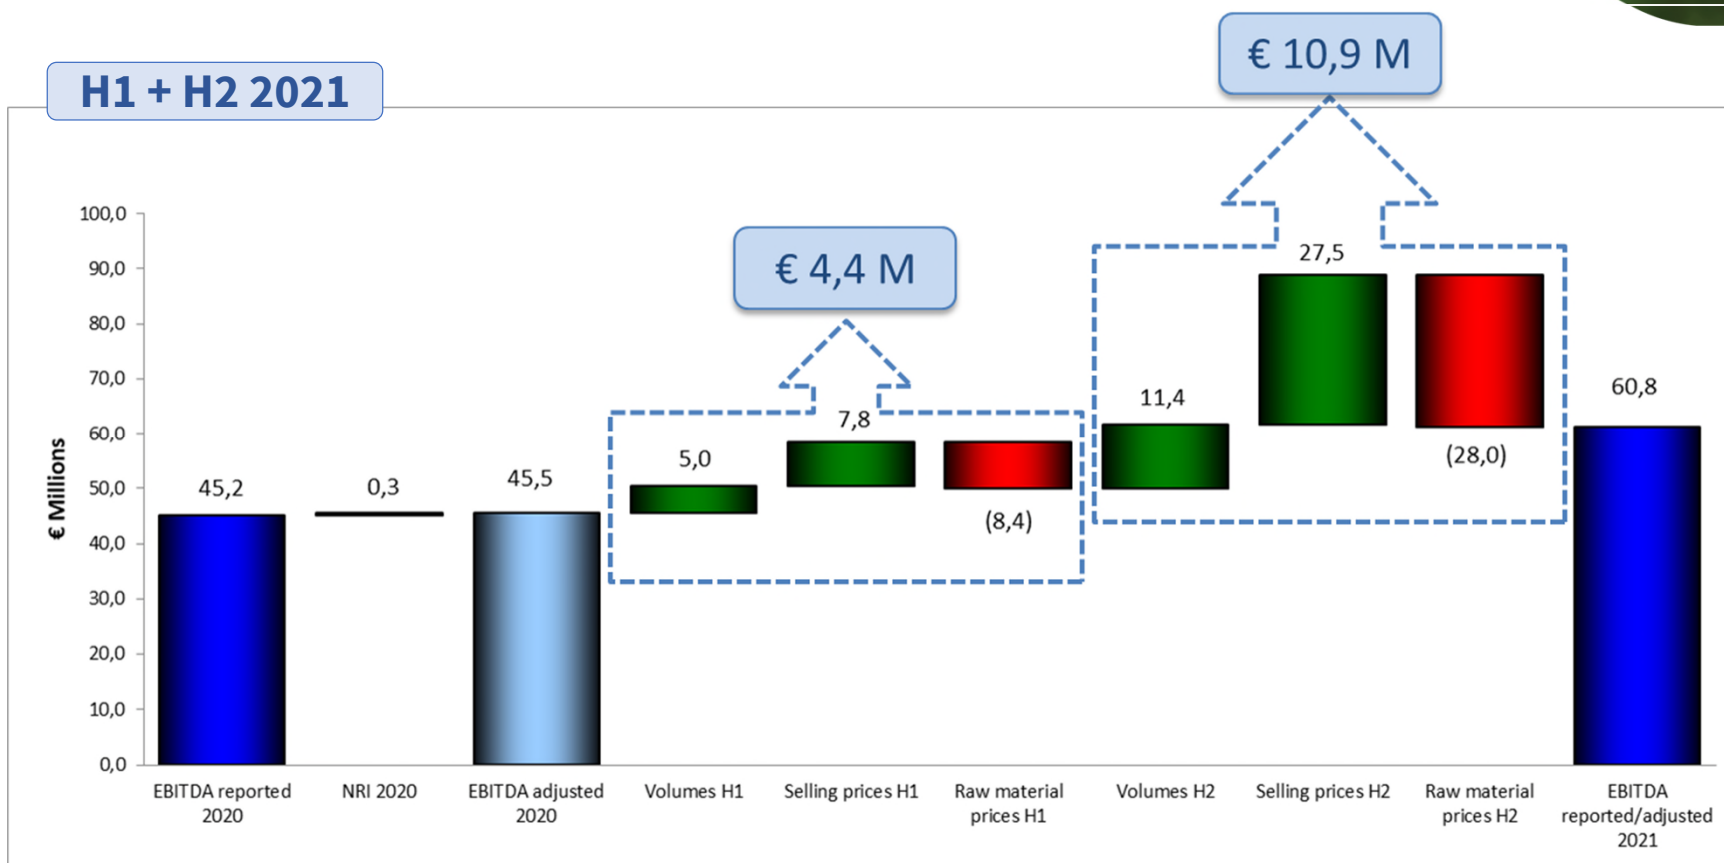 € 10,9 M
H1 + H2 2021
€ 4,4 M
€ Millions
100,0
90,0
80,0
70,0
60,0
50,0
40,0
30,0
20,0
10,0
0,0
45,2
0,3
45,5
5,0
7,8
(8,4)
11,4
27,5
(28,0)
60,8
EBITDA reported
2020
NRI 2020
EBITDA adjusted
2020
Volumes H1
Selling prices H1
Raw material
prices H1
Volumes H2
Selling prices H2
Raw material
prices H2
EBITDA
reported/adjusted
2021